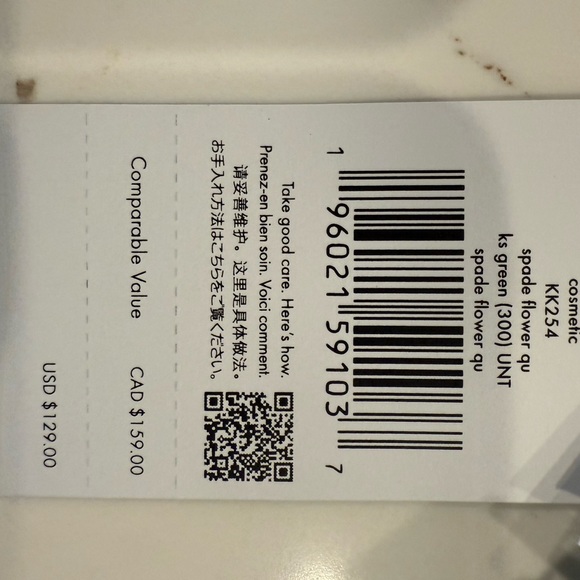 cosmetic
KK254
spade flower qu
ks green (300) UNT
spade flower qu
1 96021 59103 7
Take good care. Here's how.
Prenez-en bien soin. Voici comment.
请妥善维护。这里是具体做法。
お手入れ方法はこちらをご覧ください。
Comparable Value CAD $159.00
USD $129.00